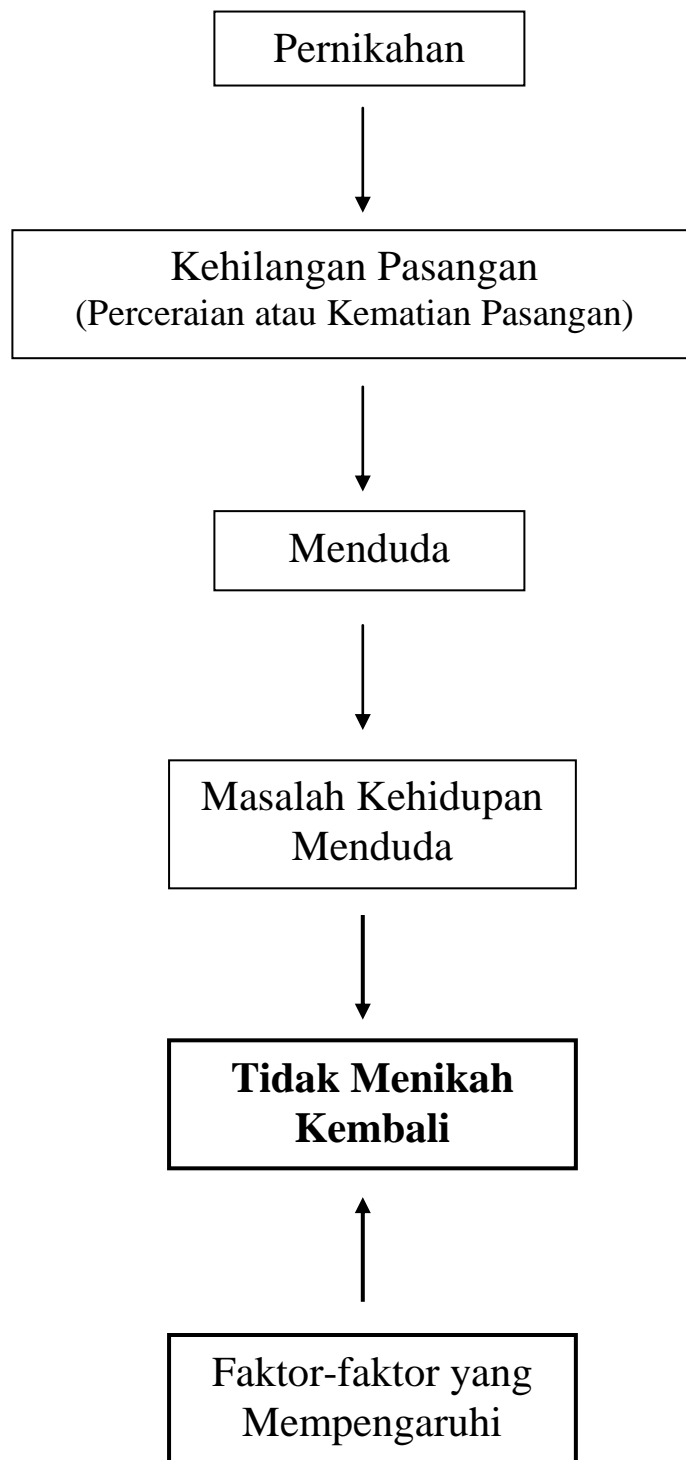 Pernikahan
Kehilangan Pasangan
(Perceraian atau Kematian Pasangan)
Menduda
Masalah Kehidupan
Menduda
Tidak Menikah
Kembali
Faktor-faktor yang
Mempengaruhi